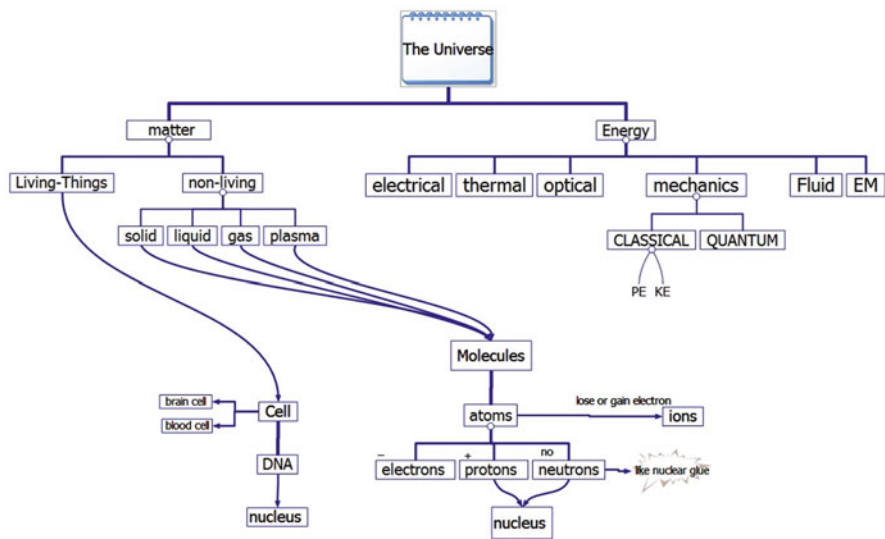 The Universe
matter
Energy
Living-Things
non-living
electrical
thermal
optical
mechanics
Fluid
EM
solid
liquid
gas
plasma
CLASSICAL
QUANTUM
PE
KE
Molecules
brain cell
blood cell
Cell
atoms
lose or gain electron
ions
DNA
−
electrons
+
protons
no
neutrons
like nuclear glue
nucleus
nucleus